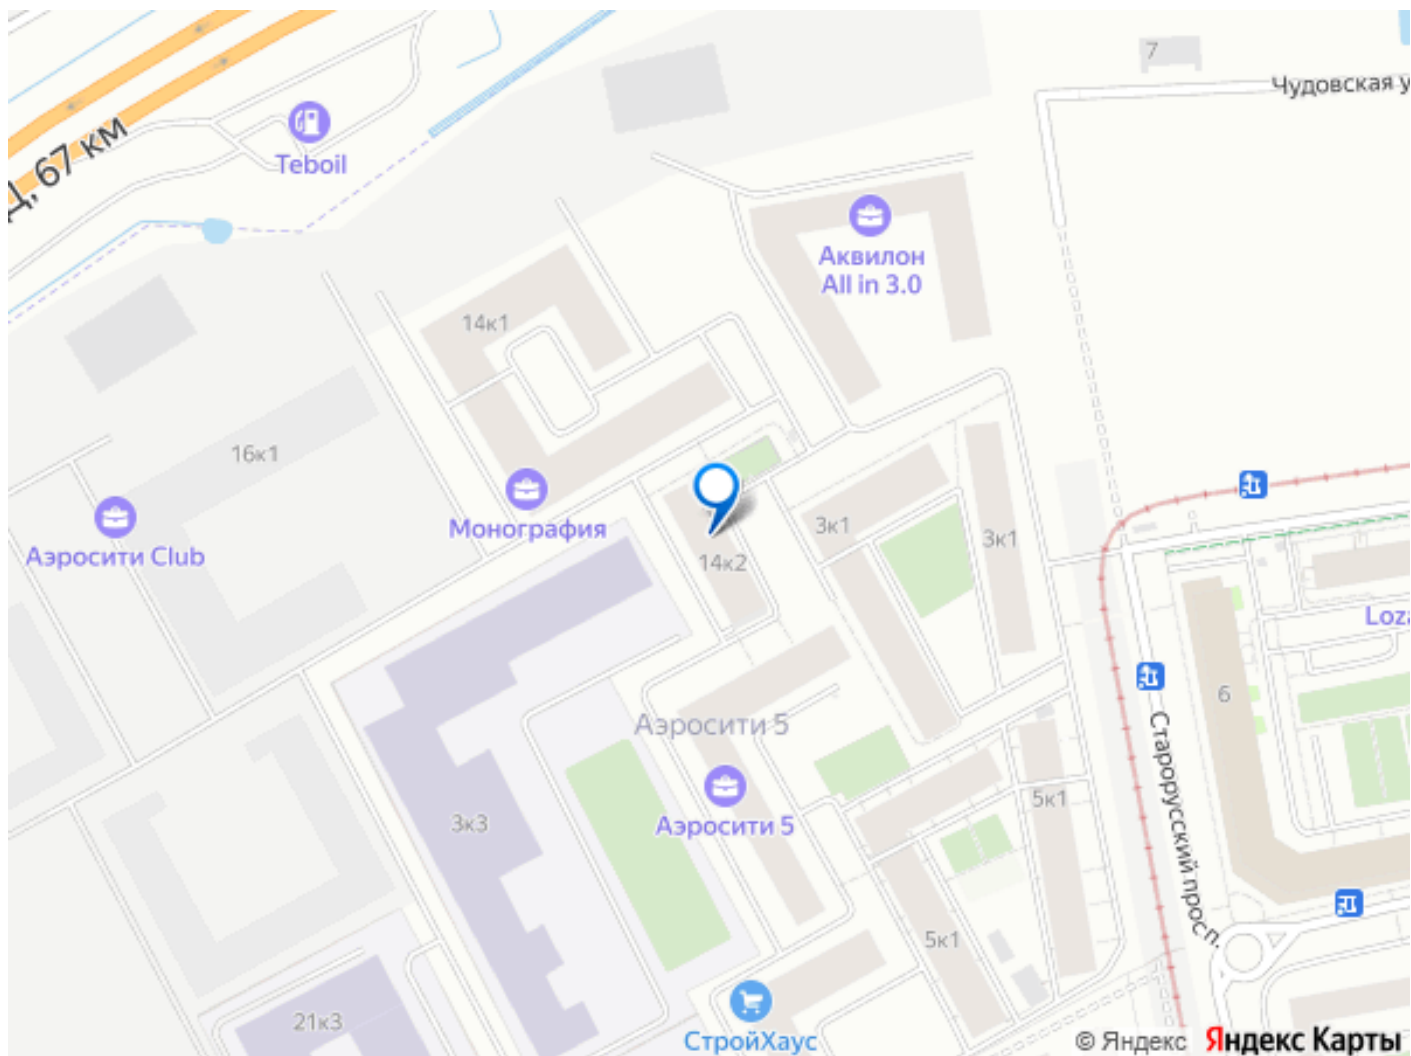 7
Чудовская у
Д, 67 км
Teboil
Аквилон
All in 3.0
14к1
16к1
Монография
Аэросити Club
3к1
3к1
14к2
Loza
6
Аэросити 5
Аэросити 5
3к3
5к1
Старорусский просп.
5к1
21к3
СтройХаус
© Яндекс Яндекс Карты